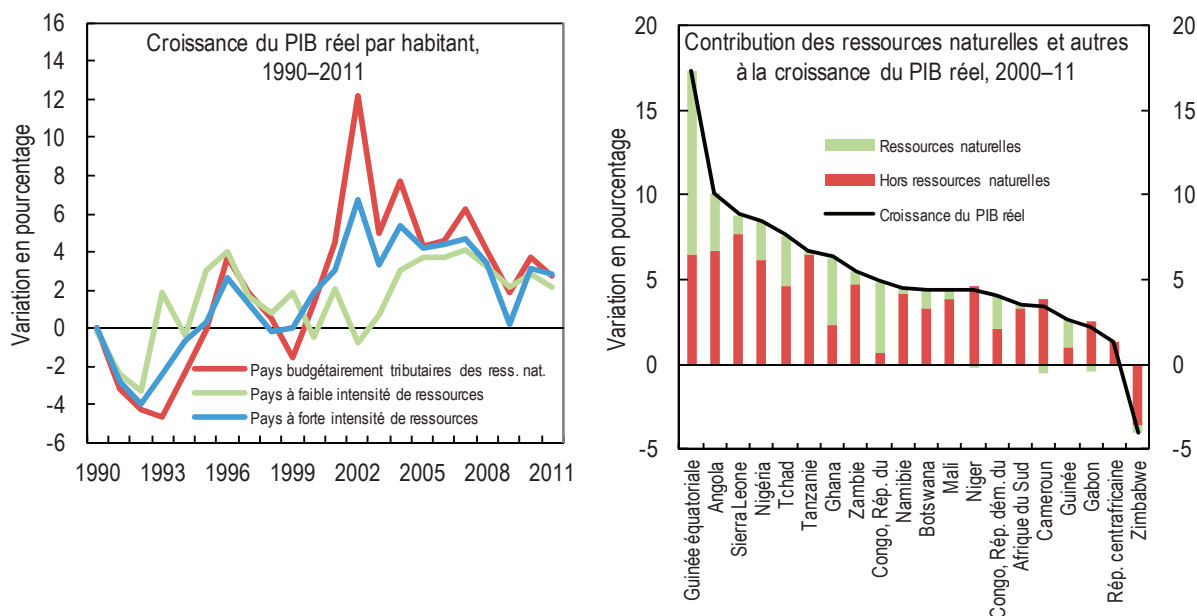 Croissance du PIB réel par habitant,
1990–2011
Variation en pourcentage
16
14
12
10
8
6
4
2
0
-2
-4
-6
Pays budgétairement tributaires des ress. nat.
Pays à faible intensité de ressources
Pays à forte intensité de ressources
1990 1993 1996 1999 2002 2005 2008 2011
Contribution des ressources naturelles et autres
à la croissance du PIB réel, 2000–11
Variation en pourcentage
20
15
10
5
0
-5
Ressources naturelles
Hors ressources naturelles
Croissance du PIB réel
20
15
10
5
0
-5
Guinée équatoriale
Angola
Sierra Leone
Nigéria
Tchad
Tanzanie
Ghana
Zambie
Congo, Rép. du
Namibie
Botswana
Mali
Niger
Congo, Rép. dém. du
Afrique du Sud
Cameroun
Guinée
Gabon
Rép. centrafricaine
Zimbabwe